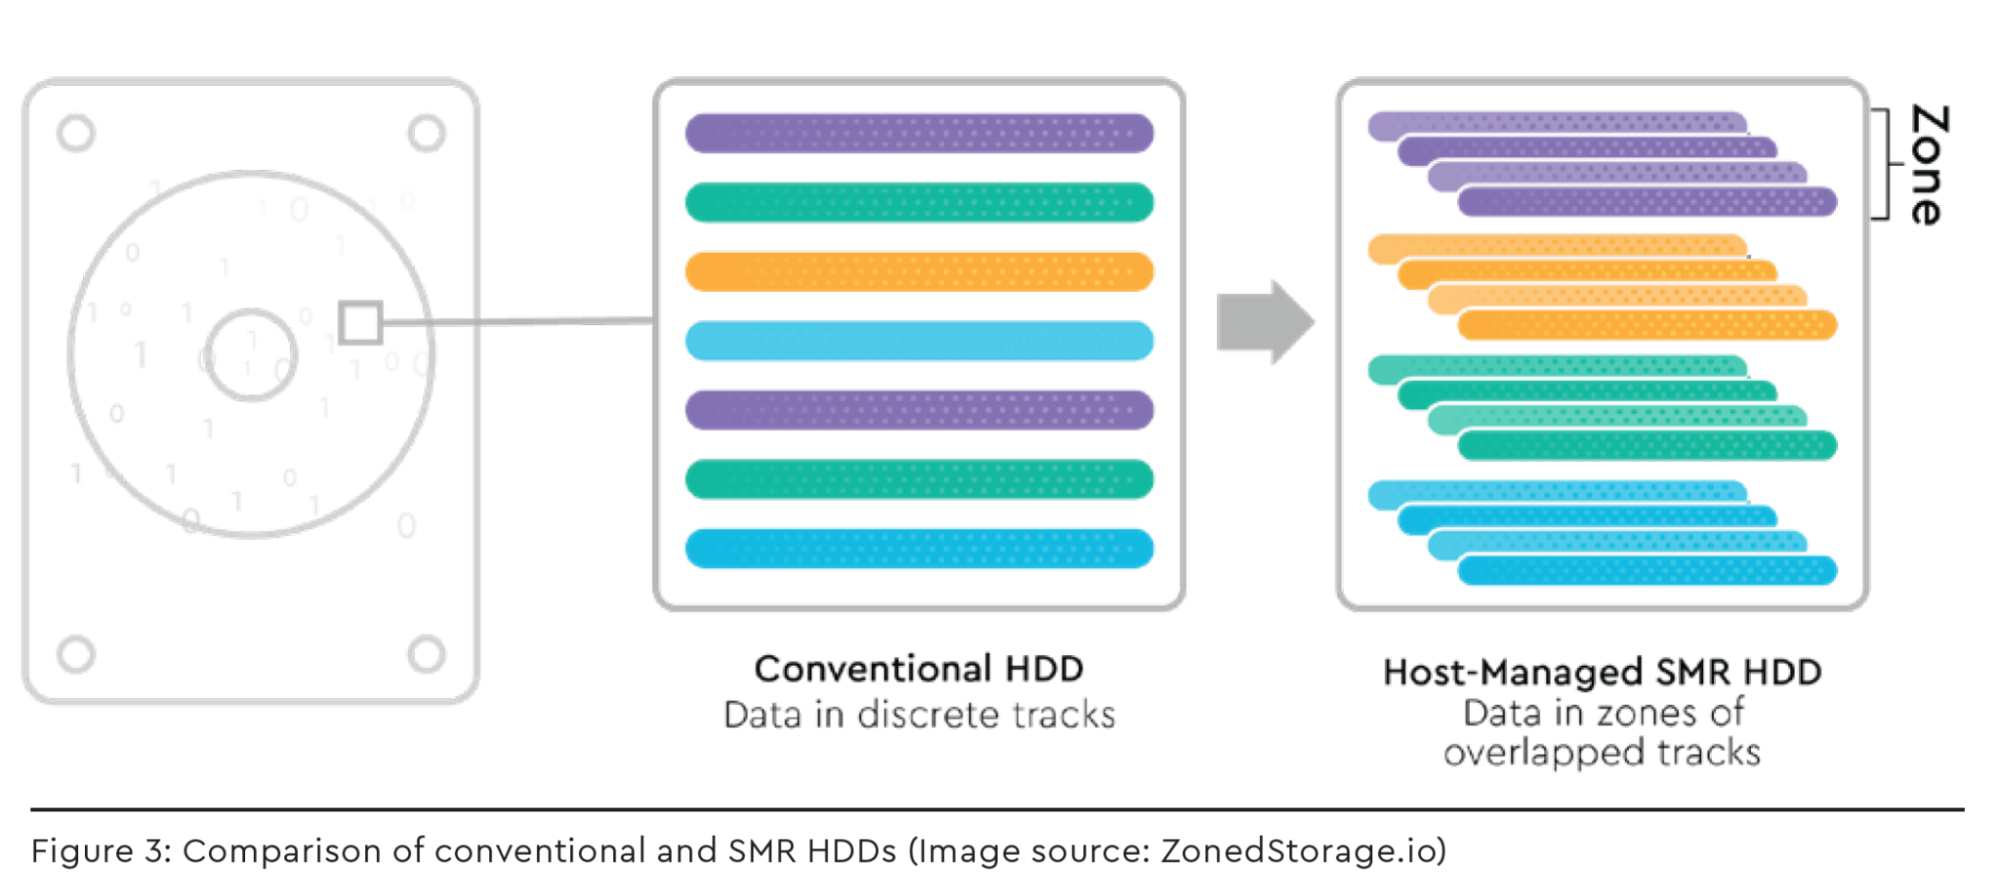 Zone
Conventional HDD
Data in discrete tracks
Host-Managed SMR HDD
Data in zones of
overlapped tracks
Figure 3: Comparison of conventional and SMR HDDs (Image source: ZonedStorage.io)